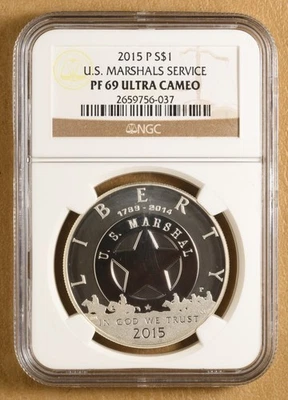 2015 P S$1
U.S. MARSHALS SERVICE
PF 69 ULTRA CAMEO
2659756-037
NGC
LIBERTY
1789-2014
U.S. MARSHAL
IN GOD WE TRUST
2015